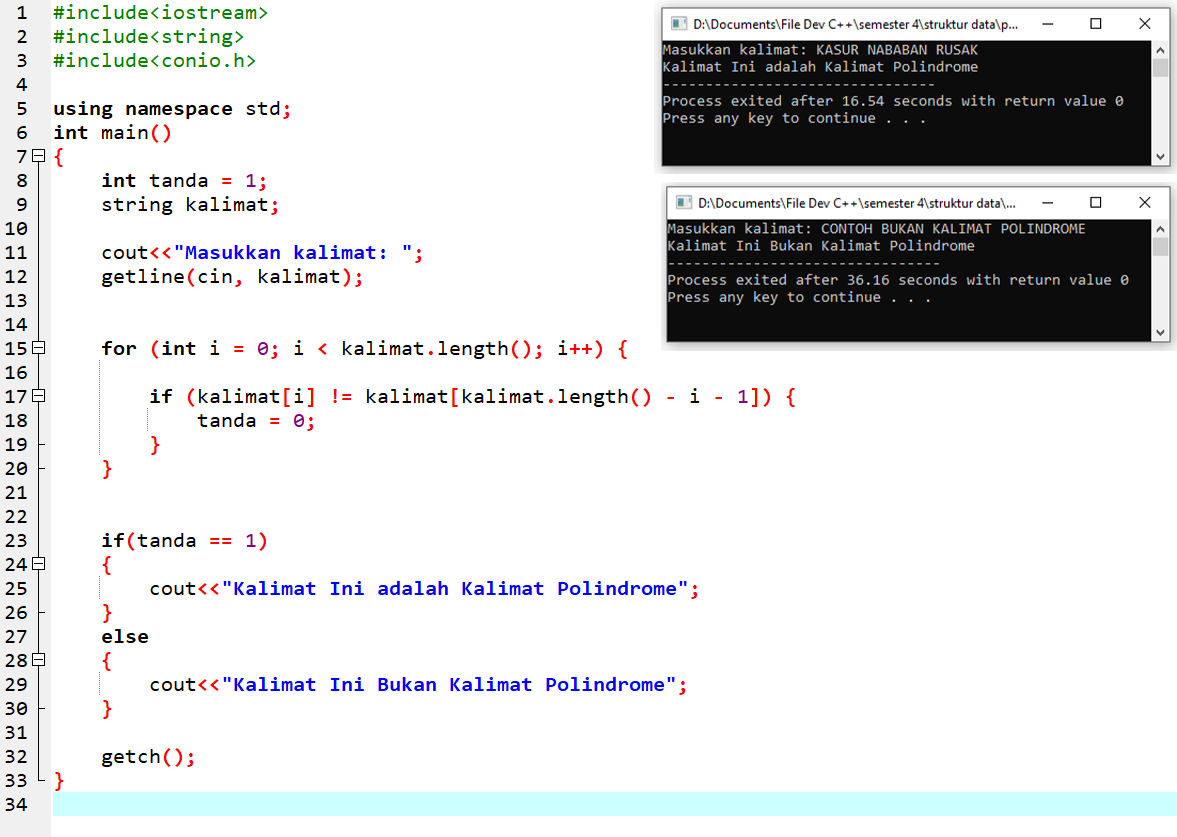 1 #include<iostream>
2 #include<string>
3 #include<conio.h>
4
5 using namespace std;
6 int main()
7 {
8 int tanda = 1;
9 string kalimat;
10
11 cout<<"Masukkan kalimat: ";
12 getline(cin, kalimat);
13
14
15 for (int i = 0; i < kalimat.length(); i++) {
16
17 if (kalimat[i] != kalimat[kalimat.length() - i - 1]) {
18 tanda = 0;
19 }
20 }
21
22
23 if(tanda == 1)
24 {
25 cout<<"Kalimat Ini adalah Kalimat Polindrome";
26 }
27 else
28 {
29 cout<<"Kalimat Ini Bukan Kalimat Polindrome";
30 }
31
32 getch();
33 }
34
D:\Documents\File Dev C++\semester 4\struktur data\p...
Masukkan kalimat: KASUR NABABAN RUSAK
Kalimat Ini adalah Kalimat Polindrome
--------------------------------
Process exited after 16.54 seconds with return value 0
Press any key to continue . . .
D:\Documents\File Dev C++\semester 4\struktur data\...
Masukkan kalimat: CONTOH BUKAN KALIMAT POLINDROME
Kalimat Ini Bukan Kalimat Polindrome
--------------------------------
Process exited after 36.16 seconds with return value 0
Press any key to continue . . .